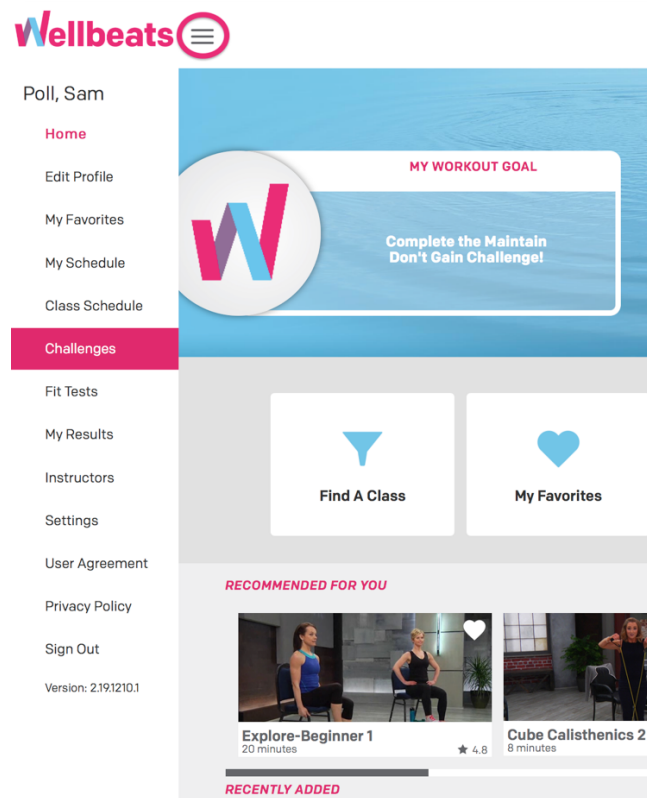 Wellbeats
Poll, Sam
Home
Edit Profile
My Favorites
My Schedule
Class Schedule
Challenges
Fit Tests
My Results
Instructors
Settings
User Agreement
Privacy Policy
Sign Out
Version: 2.19.1210.1
MY WORKOUT GOAL
Complete the Maintain
Don't Gain Challenge!
Find A Class
My Favorites
RECOMMENDED FOR YOU
Explore-Beginner 1
20 minutes
4.8
Cube Calisthenics 2
8 minutes
RECENTLY ADDED